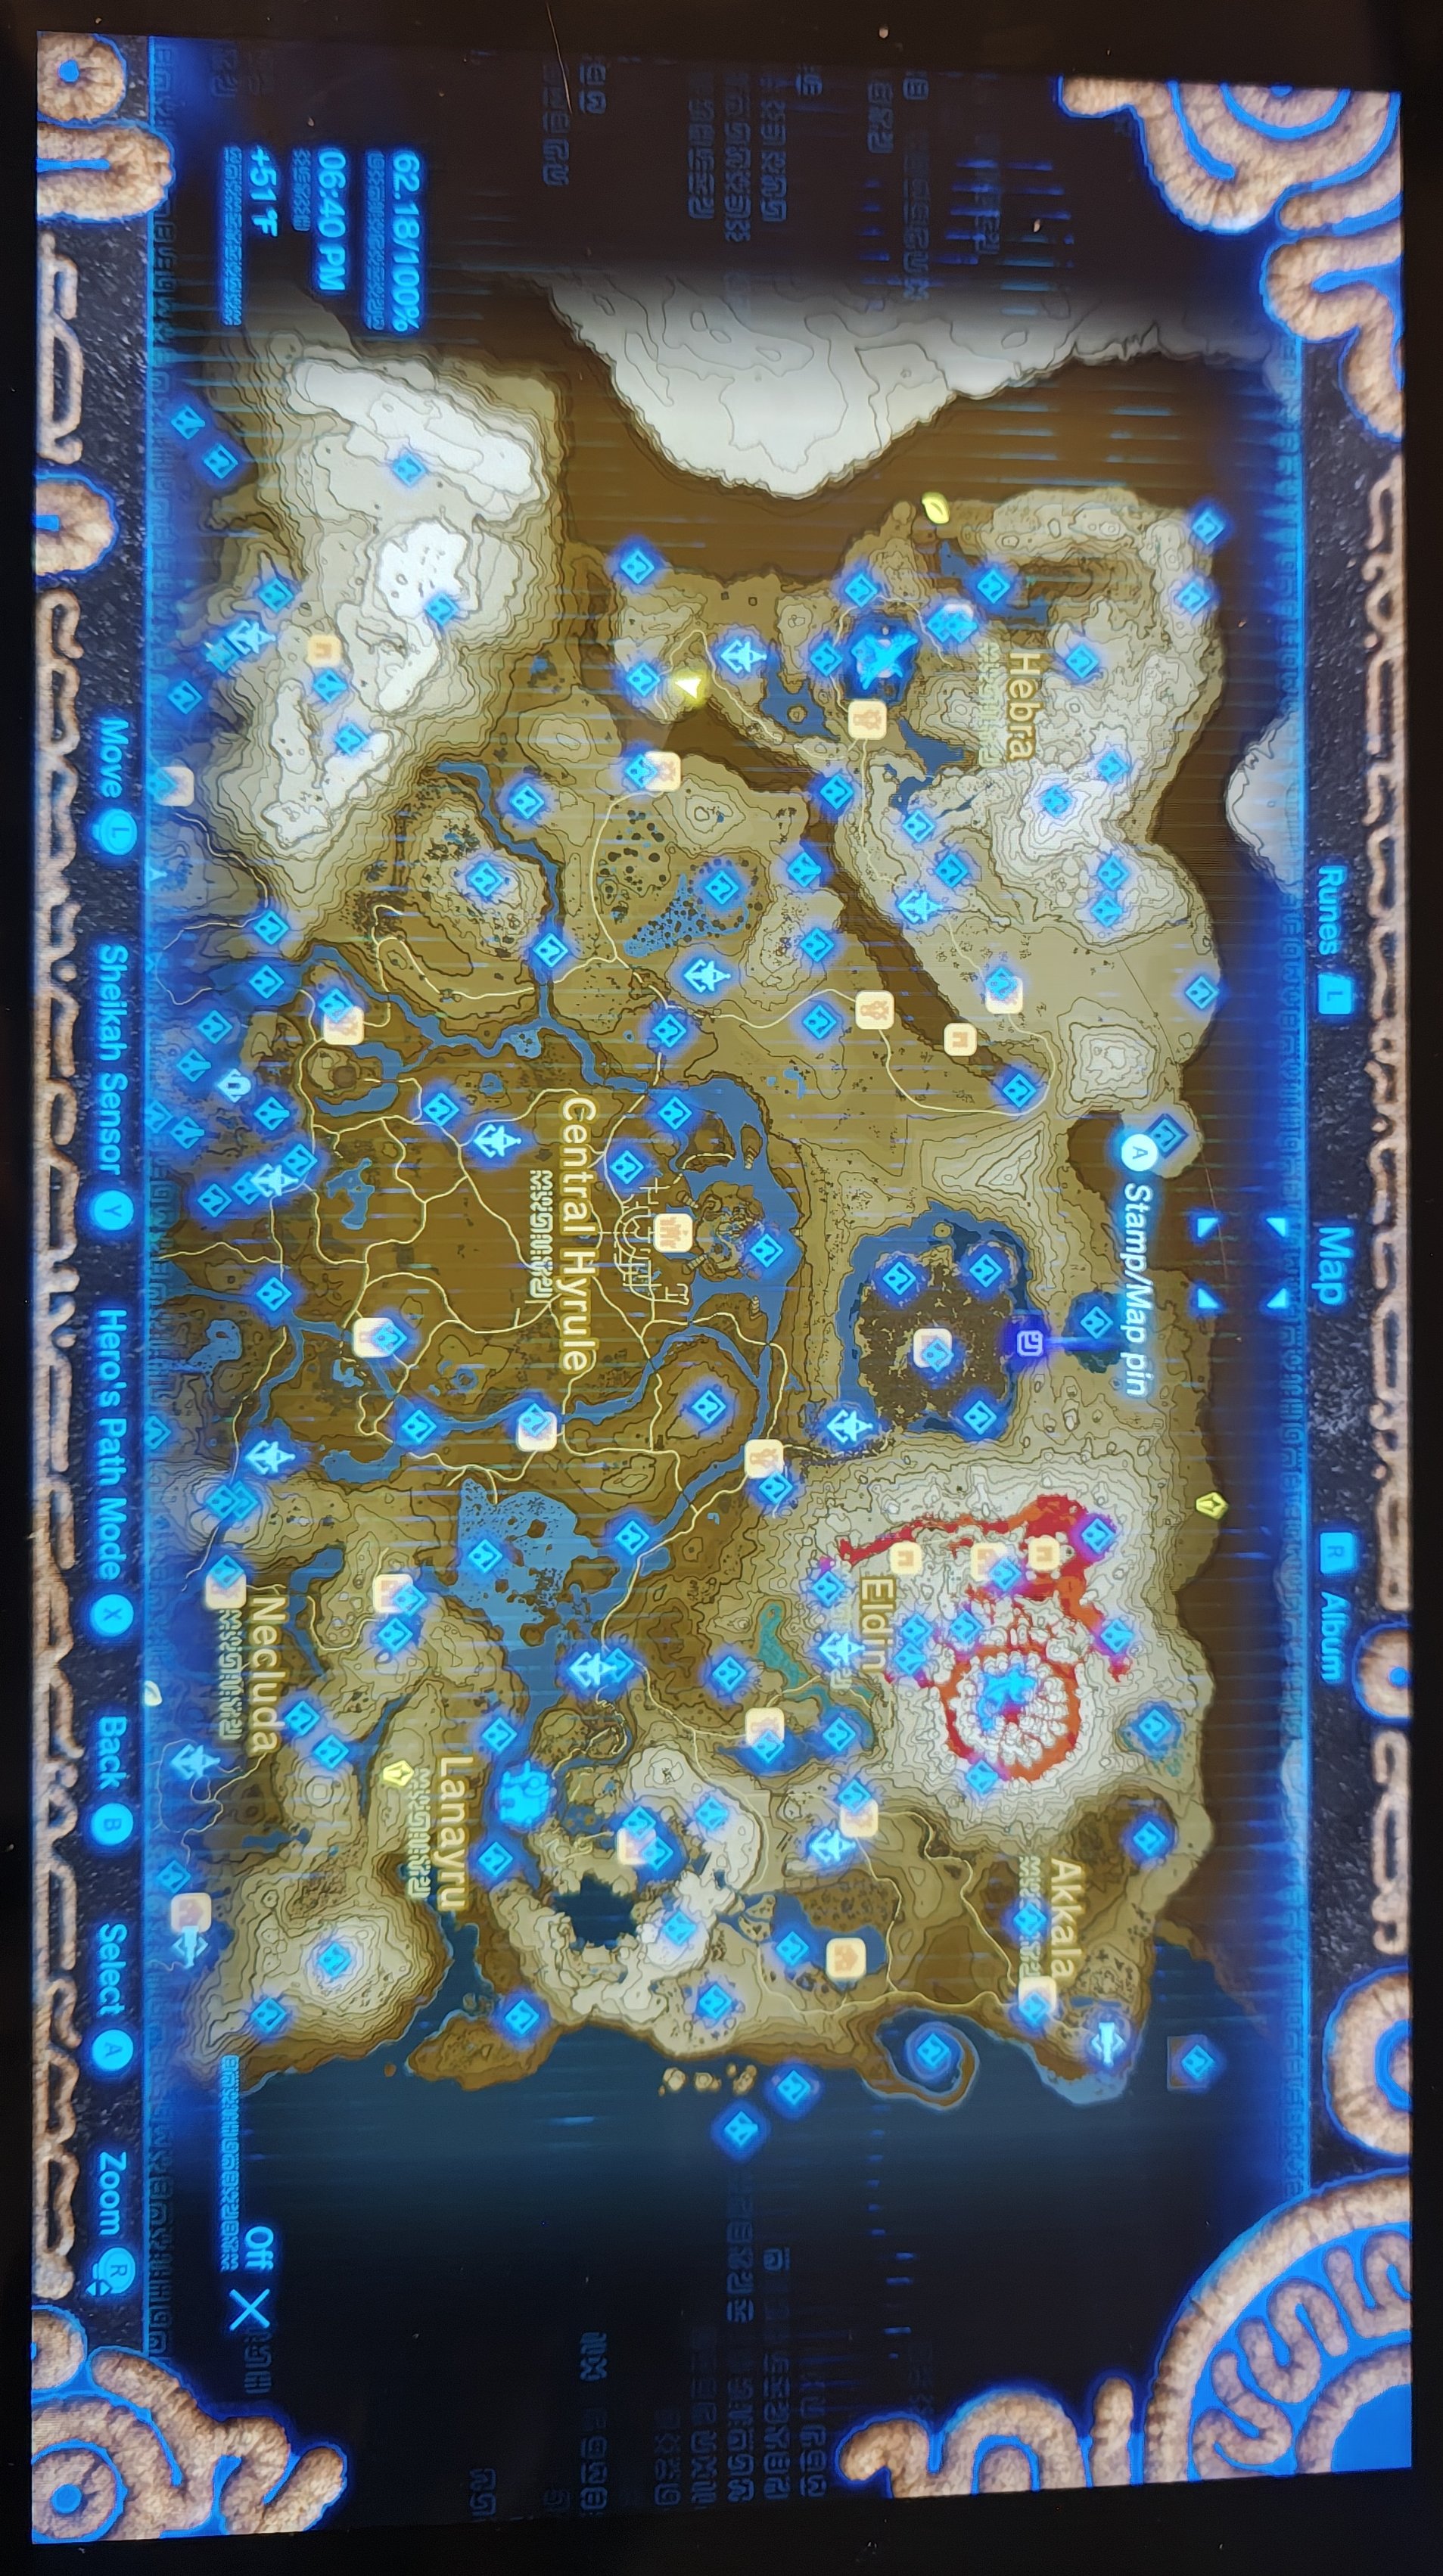 Runes L
Map
R Album
A Stamp/Map pin
Hebra
Akkala
Eldin
Central Hyrule
Lanayru
Necluda
62.18/100%
06:40 PM
+51°F
Off
Move L
Sheikah Sensor Y
Hero's Path Mode X
Back B
Select A
Zoom R